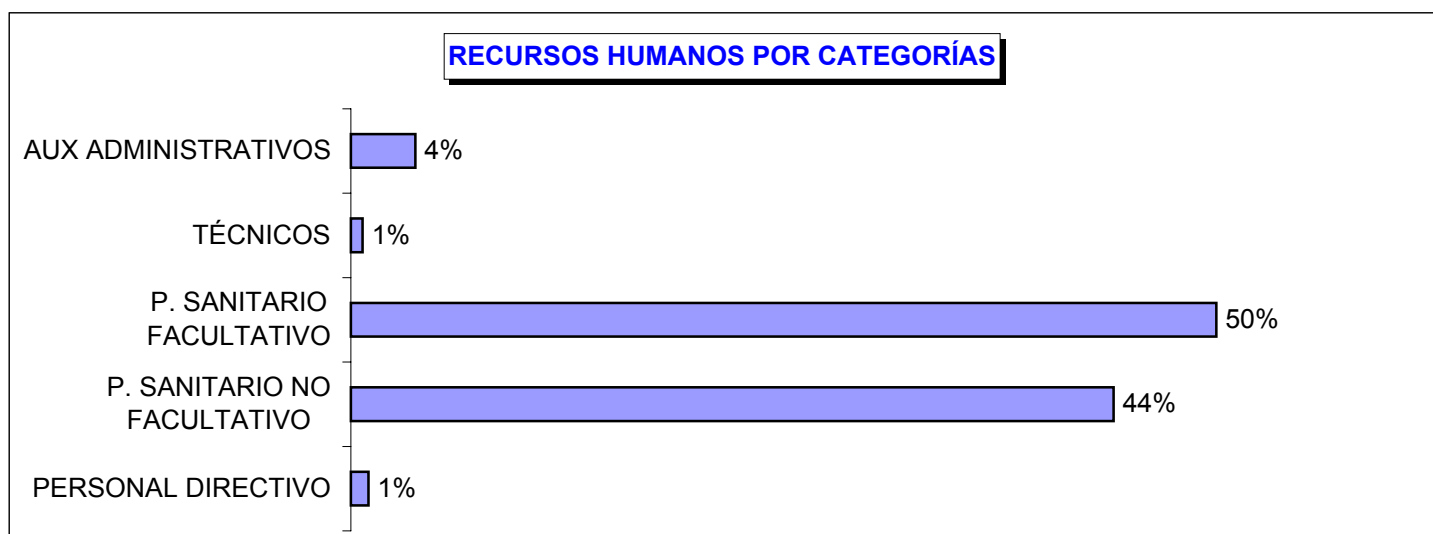 RECURSOS HUMANOS POR CATEGORÍAS
AUX ADMINISTRATIVOS
4%
TÉCNICOS
1%
P. SANITARIO
FACULTATIVO
50%
P. SANITARIO NO
FACULTATIVO
44%
PERSONAL DIRECTIVO
1%